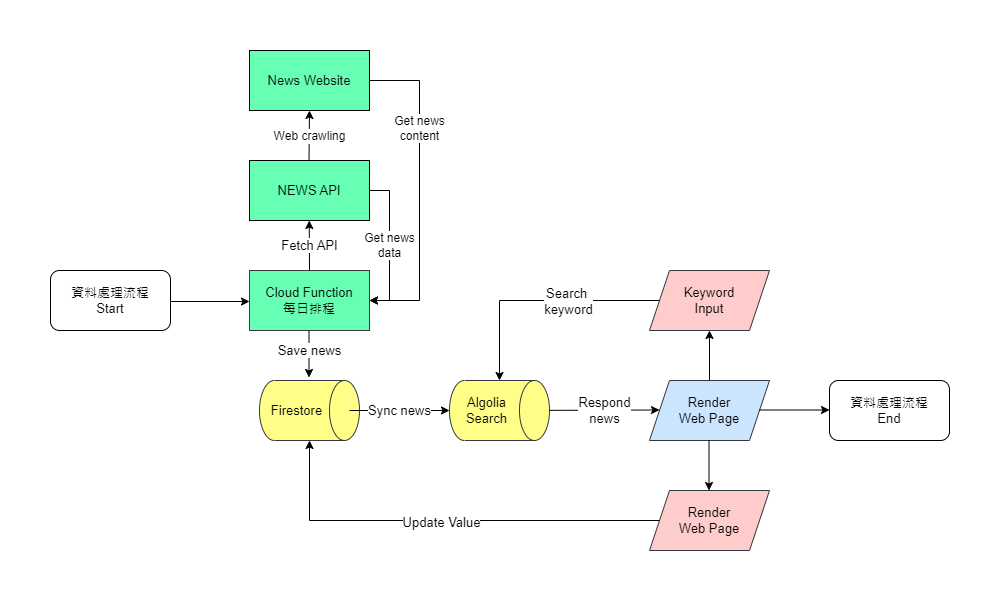 News Website
Get news
content
Web crawling
NEWS API
Get news
data
Fetch API
資料處理流程
Start
Cloud Function
每日排程
Search
keyword
Keyword
Input
Save news
Firestore
Sync news
Algolia
Search
Respond
news
Render
Web Page
資料處理流程
End
Update Value
Render
Web Page